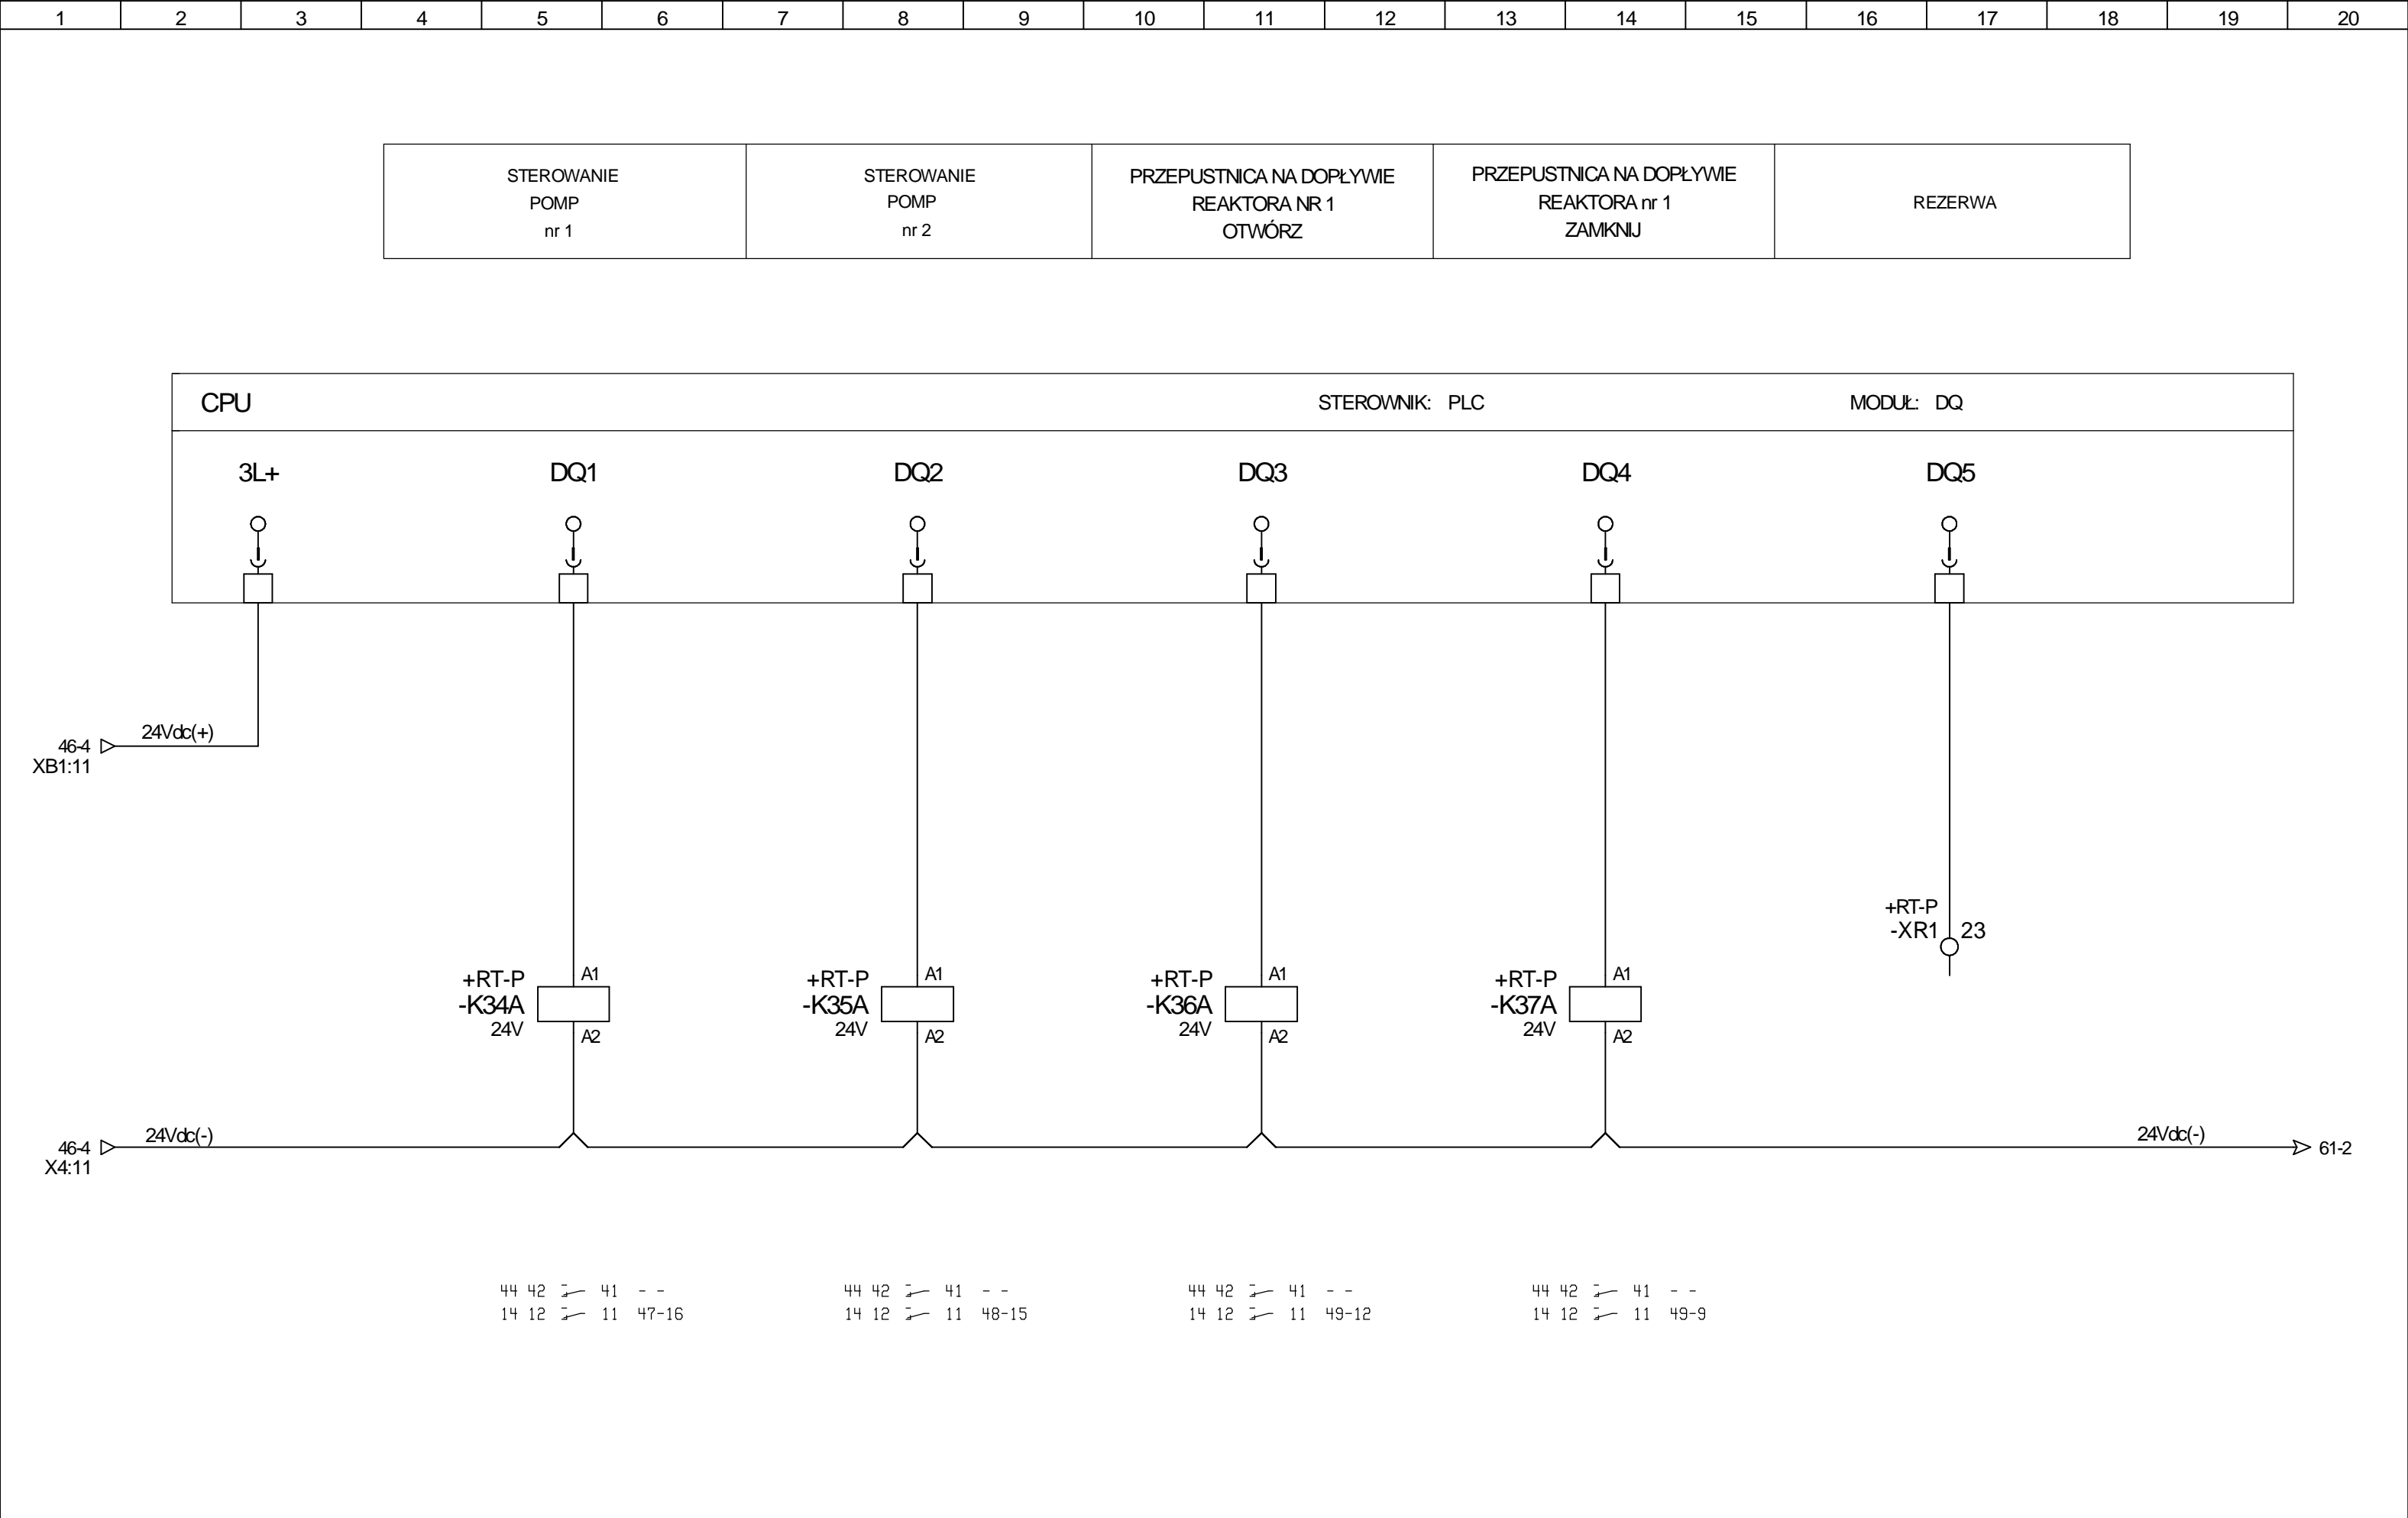 1 2 3 4 5 6 7 8 9 10 11 12 13 14 15 16 17 18 19 20
STEROWANIE
POMP
nr 1
STEROWANIE
POMP
nr 2
PRZEPUSTNICA NA DOPŁYWIE
REAKTORA NR 1
OTWÓRZ
PRZEPUSTNICA NA DOPŁYWIE
REAKTORA nr 1
ZAMKNIJ
REZERWA
CPU STEROWNIK: PLC MODUŁ: DQ
3L+ DQ1 DQ2 DQ3 DQ4 DQ5
24Vdc(+)
46-4
XB1:11
+RT-P
-XR1 23
+RT-P
-K34A
24V
A1
A2
+RT-P
-K35A
24V
A1
A2
+RT-P
-K36A
24V
A1
A2
+RT-P
-K37A
24V
A1
A2
24Vdc(-)
46-4
X4:11
24Vdc(-)
61-2
44 42 41 - -
14 12 11 47-16
44 42 41 - -
14 12 11 48-15
44 42 41 - -
14 12 11 49-12
44 42 41 - -
14 12 11 49-9